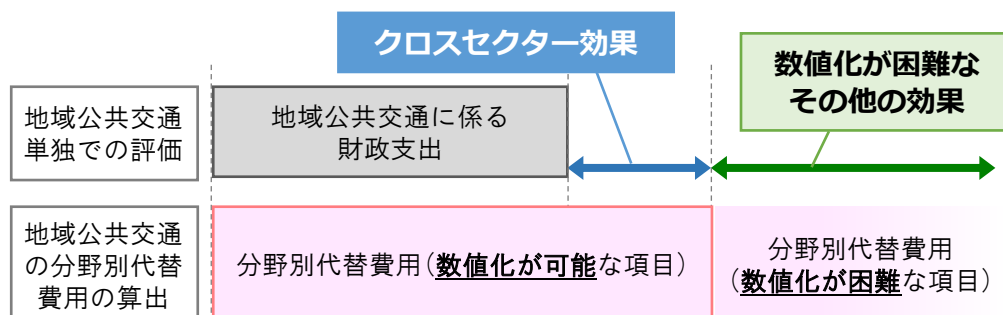 クロスセクター効果
数値化が困難な
その他の効果
地域公共交通
単独での評価
地域公共交通に係る
財政支出
地域公共交通
の分野別代替
費用の算出
分野別代替費用（数値化が可能な項目）
分野別代替費用
（数値化が困難な項目）